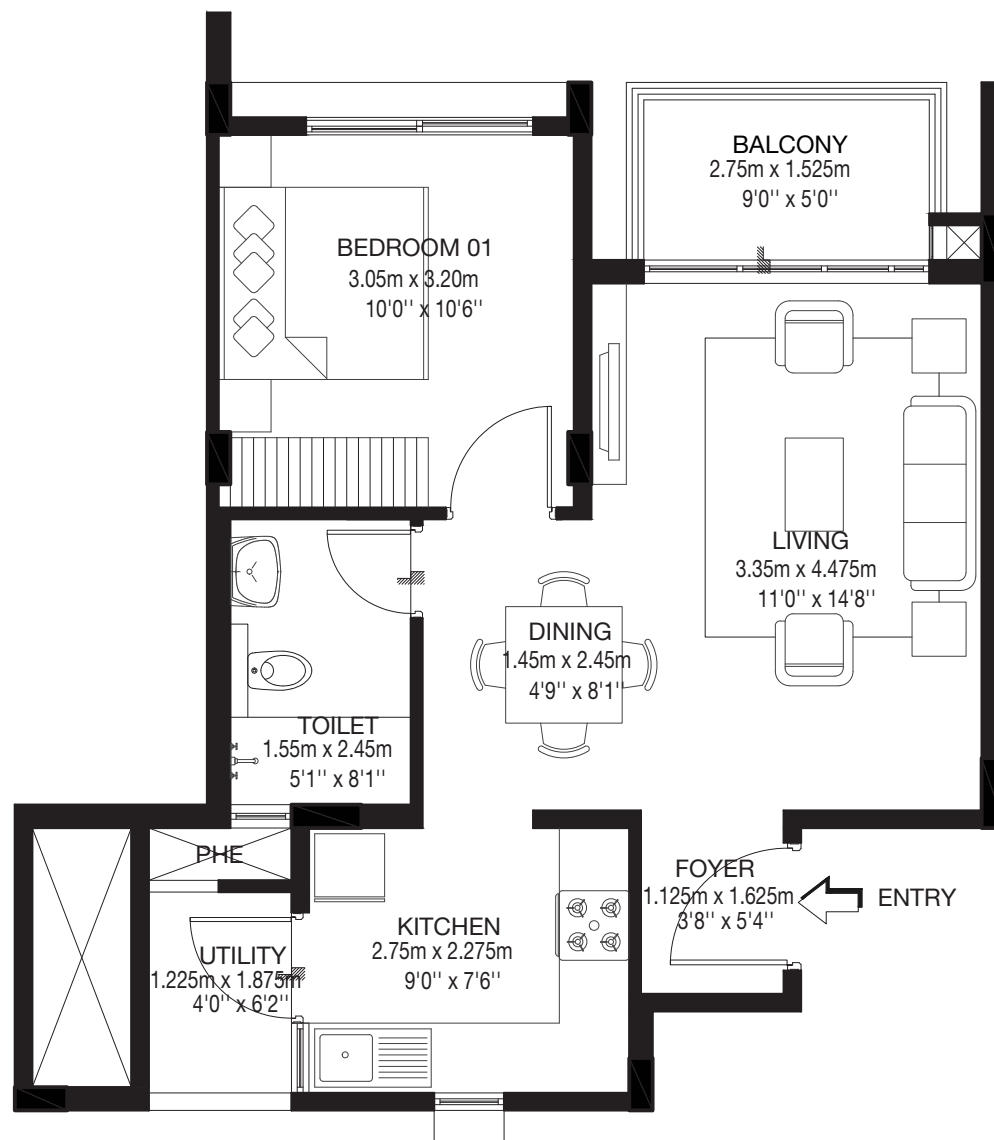 BALCONY
2.75m x 1.525m
9'0'' x 5'0''
BEDROOM 01
3.05m x 3.20m
10'0'' x 10'6''
LIVING
3.35m x 4.475m
11'0'' x 14'8''
DINING
1.45m x 2.45m
4'9'' x 8'1''
TOILET
1.55m x 2.45m
5'1'' x 8'1''
PHE
FOYER
1.125m x 1.625m
3'8'' x 5'4''
ENTRY
KITCHEN
2.75m x 2.275m
9'0'' x 7'6''
UTILITY
1.225m x 1.875m
4'0'' x 6'2''